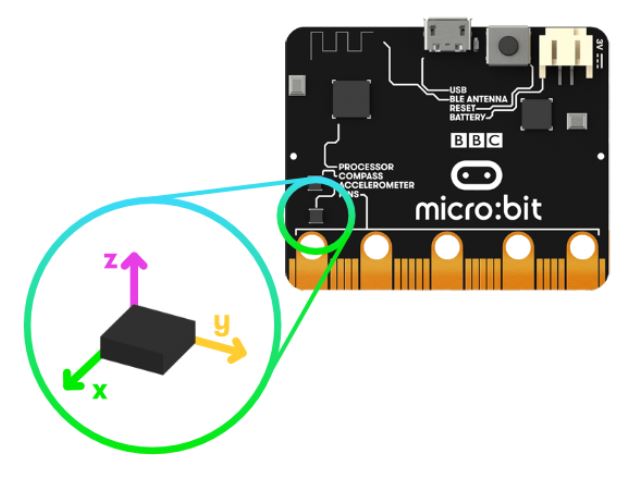 3V
USB
BLE ANTENNA
RESET
BATTERY
BBC
PROCESSOR
COMPASS
ACCELEROMETER
PINS
micro:bit
z
y
x